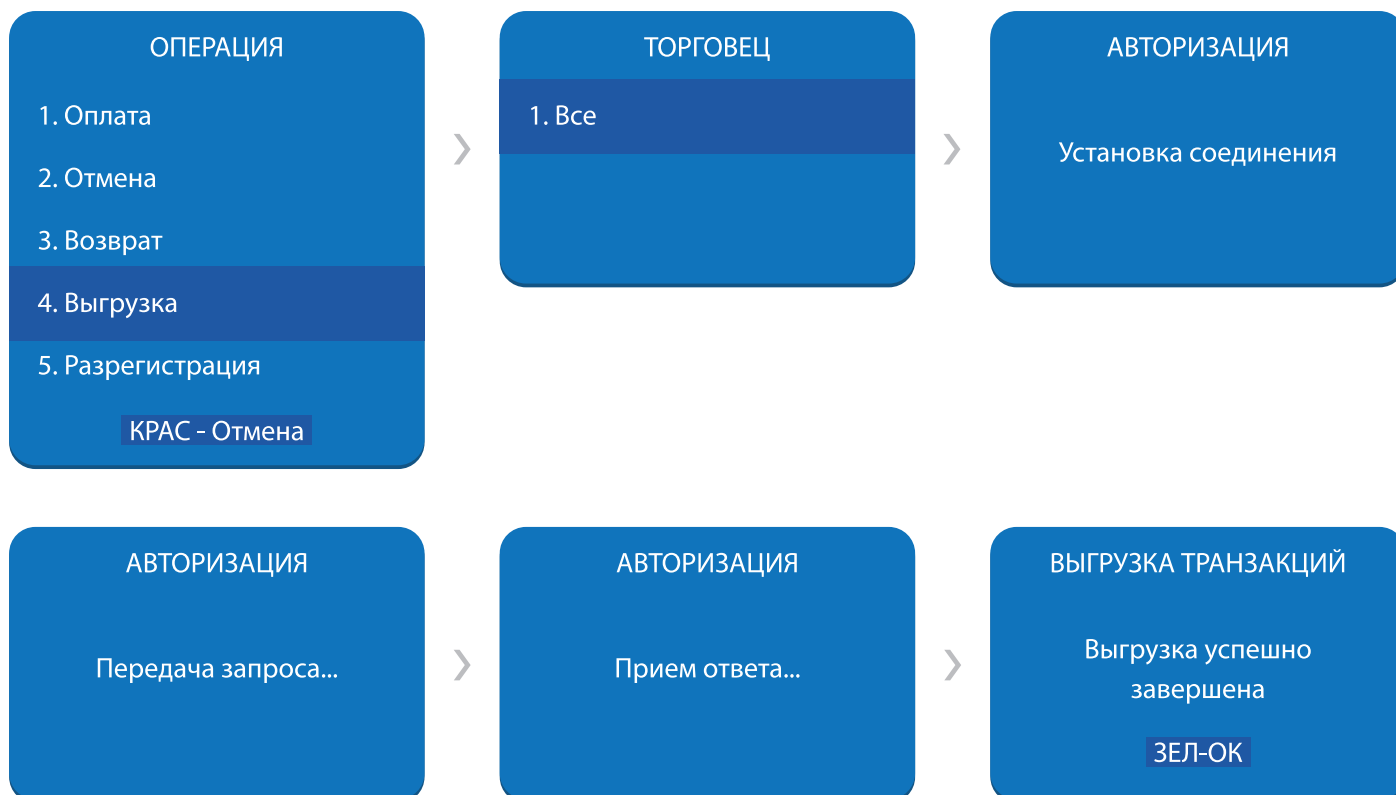 ОПЕРАЦИЯ
1. Оплата
2. Отмена
3. Возврат
4. Выгрузка
5. Разрегистрация
КРАС - Отмена
ТОРГОВЕЦ
1. Все
АВТОРИЗАЦИЯ
Установка соединения
АВТОРИЗАЦИЯ
Передача запроса...
АВТОРИЗАЦИЯ
Прием ответа...
ВЫГРУЗКА ТРАНЗАКЦИЙ
Выгрузка успешно
завершена
ЗЕЛ-ОК